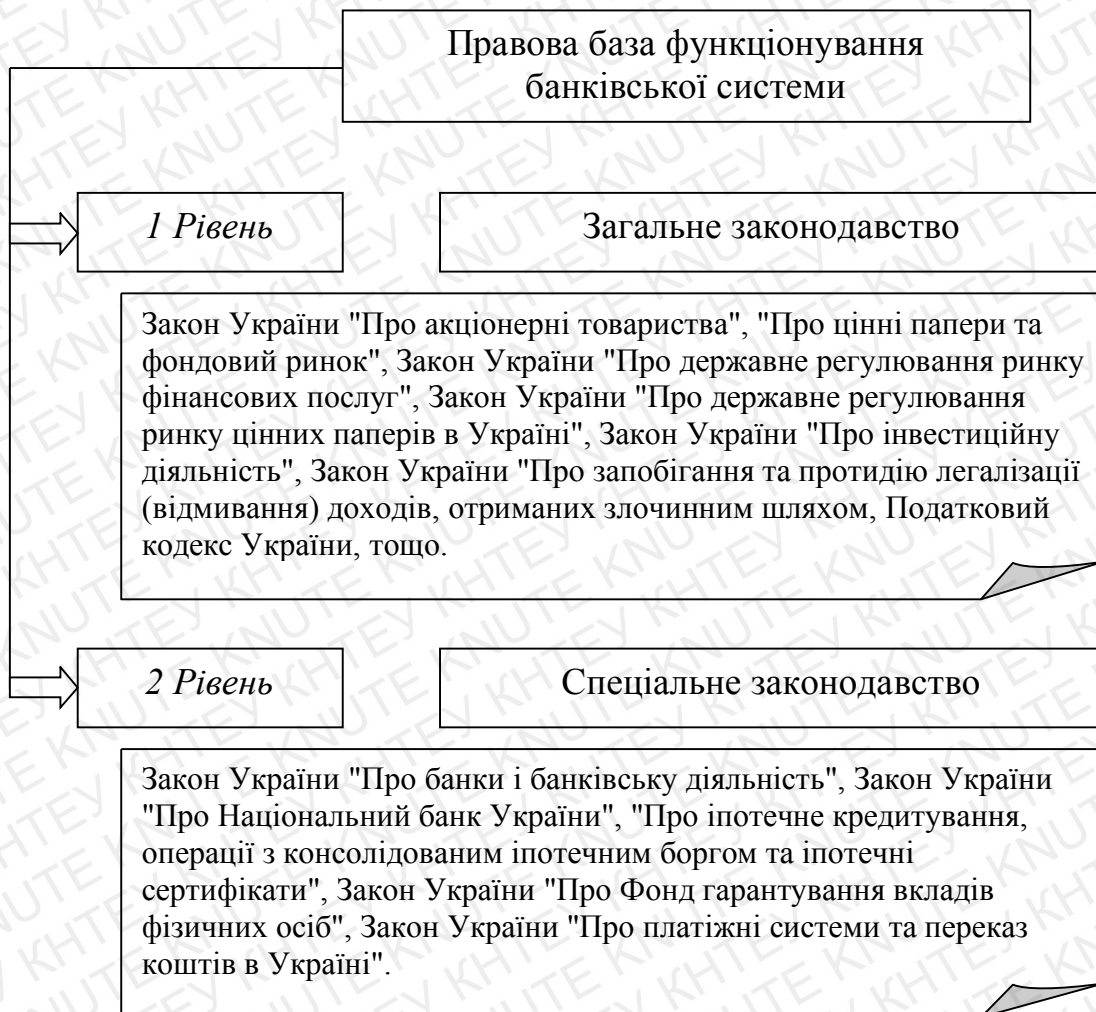 Правова база функціонування
банківської системи
1 Рівень
Загальне законодавство
Закон України "Про акціонерні товариства", "Про цінні папери та
фондовий ринок", Закон України "Про державне регулювання ринку
фінансових послуг", Закон України "Про державне регулювання
ринку цінних паперів в Україні", Закон України "Про інвестиційну
діяльність", Закон України "Про запобігання та протидію легалізації
(відмивання) доходів, отриманих злочинним шляхом, Податковий
кодекс України, тощо.
2 Рівень
Спеціальне законодавство
Закон України "Про банки і банківську діяльність", Закон України
"Про Національний банк України", "Про іпотечне кредитування,
операції з консолідованим іпотечним боргом та іпотечні
сертифікати", Закон України "Про Фонд гарантування вкладів
фізичних осіб", Закон України "Про платіжні системи та переказ
коштів в Україні".